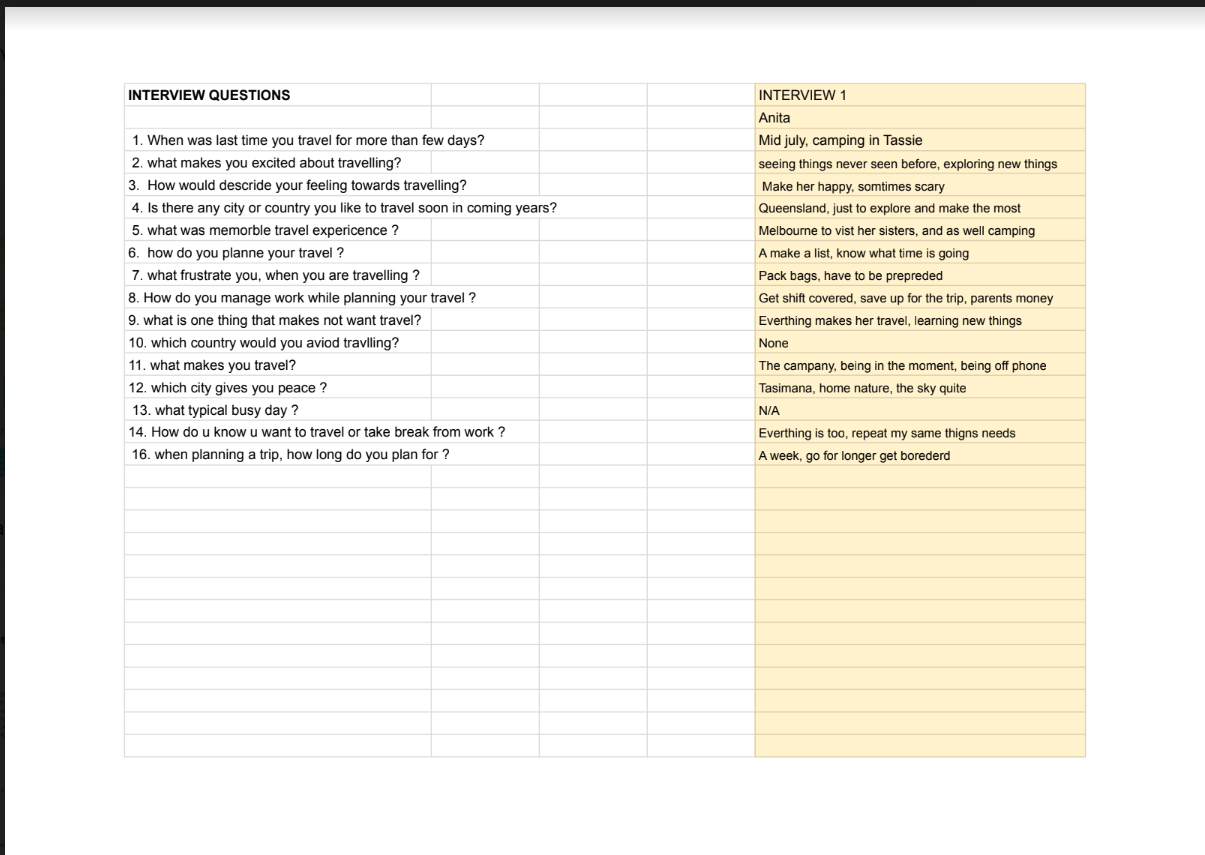 INTERVIEW QUESTIONS INTERVIEW 1
Anita
1. When was last time you travel for more than few days? Mid july, camping in Tassie
2. what makes you excited about travelling? seeing things never seen before, exploring new things
3. How would descride your feeling towards travelling? Make her happy, somtimes scary
4. Is there any city or country you like to travel soon in coming years? Queensland, just to explore and make the most
5. what was memorble travel expericence ? Melbourne to vist her sisters, and as well camping
6. how do you planne your travel ? A make a list, know what time is going
7. what frustrate you, when you are travelling ? Pack bags, have to be prepreded
8. How do you manage work while planning your travel ? Get shift covered, save up for the trip, parents money
9. what is one thing that makes not want travel? Everthing makes her travel, learning new things
10. which country would you aviod travlling? None
11. what makes you travel? The campany, being in the moment, being off phone
12. which city gives you peace ? Tasimana, home nature, the sky quite
13. what typical busy day ? N/A
14. How do u know u want to travel or take break from work ? Everthing is too, repeat my same thigns needs
16. when planning a trip, how long do you plan for ? A week, go for longer get borederd